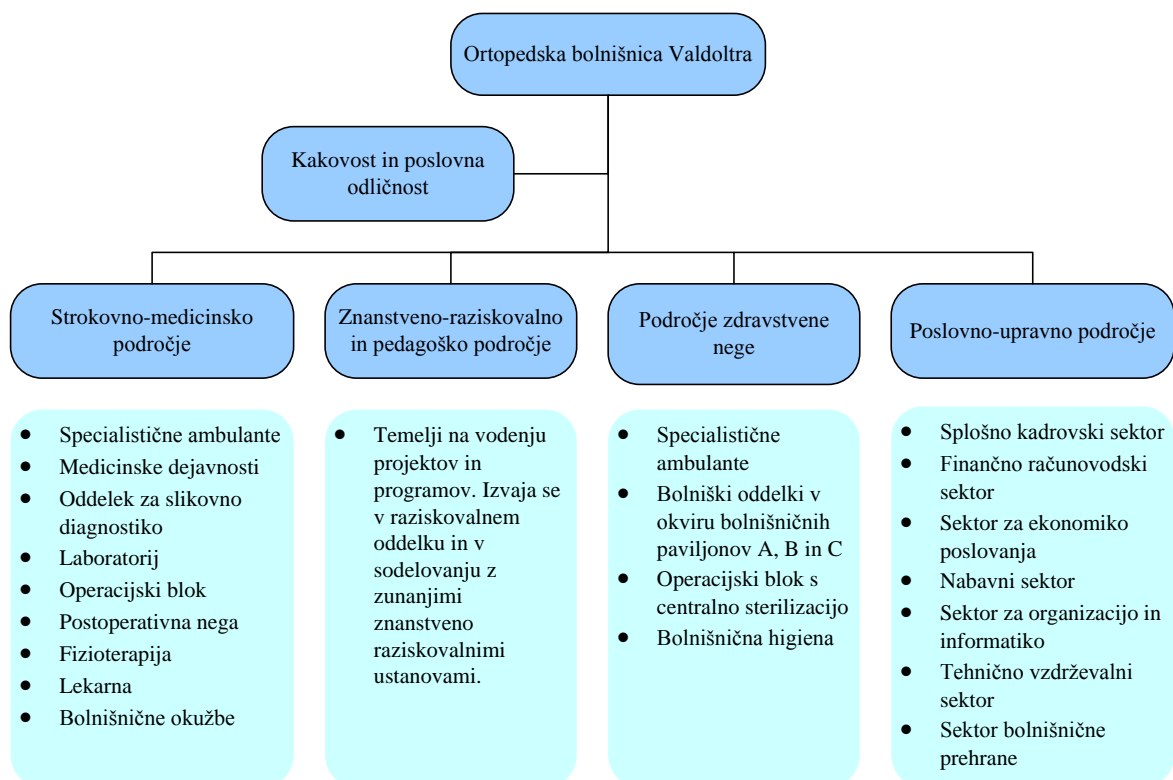 Ortopedska bolnišnica Valdoltra
Kakovost in poslovna
odličnost
Strokovno-medicinsko
področje
Znanstveno-raziskovalno
in pedagoško področje
Področje zdravstvene
nege
Poslovno-upravno področje
• Specialistične ambulante
• Medicinske dejavnosti
• Oddelek za slikovno
diagnostiko
• Laboratorij
• Operacijski blok
• Postoperativna nega
• Fizioterapija
• Lekarna
• Bolnišnične okužbe
• Temelji na vodenju
projektov in
programov. Izvaja se
v raziskovalnem
oddelku in v
sodelovanju z
zunanjimi
znanstveno
raziskovalnimi
ustanovami.
• Specialistične
ambulante
• Bolniški oddelki v
okviru bolnišničnih
paviljonov A, B in C
• Operacijski blok s
centralno sterilizacijo
• Bolnišnična higiena
• Splošno kadrovski sektor
• Finančno računovodski
sektor
• Sektor za ekonomiko
poslovanja
• Nabavni sektor
• Sektor za organizacijo in
informatiko
• Tehnično vzdrževalni
sektor
• Sektor bolnišnične
prehrane